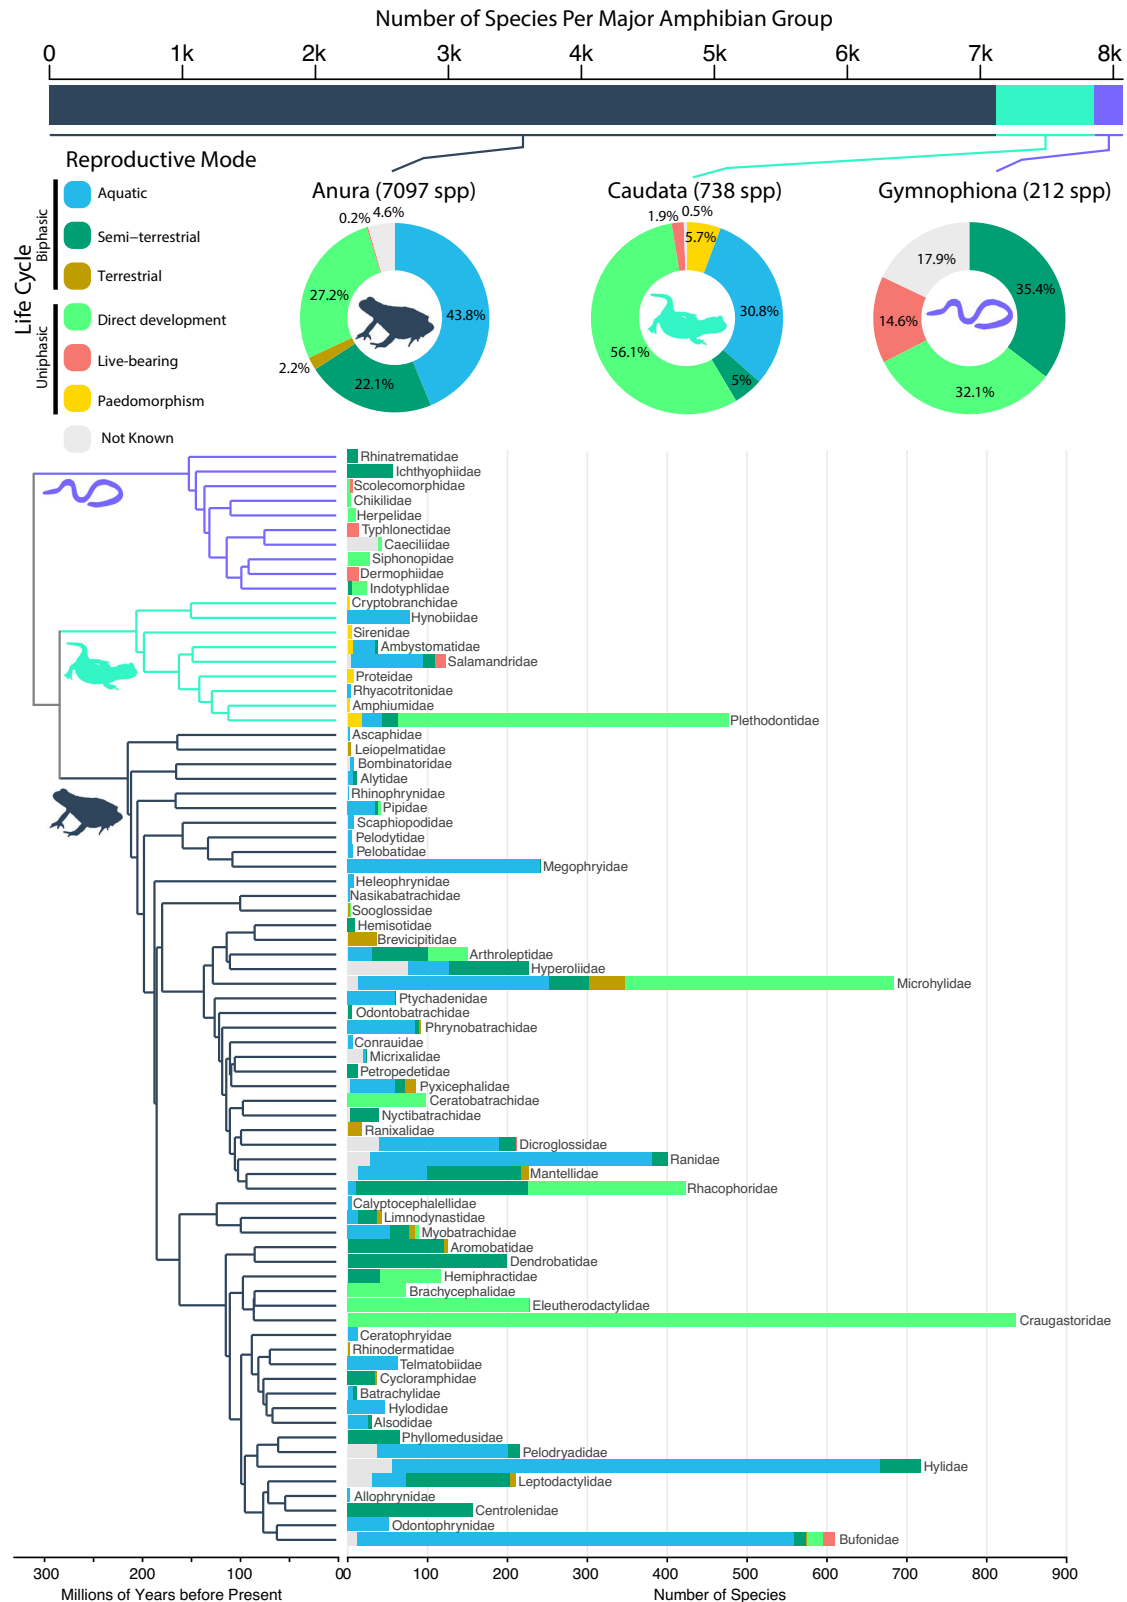 Number of Species Per Major Amphibian Group
0 1k 2k 3k 4k 5k 6k 7k 8k
Reproductive Mode
Life Cycle
Biphasic
Aquatic
Semi−terrestrial
Terrestrial
Uniphasic
Direct development
Live-bearing
Paedomorphism
Not Known
Anura (7097 spp)
0.2% 4.6%
27.2%
43.8%
2.2%
22.1%
Caudata (738 spp)
1.9% 0.5%
5.7%
30.8%
56.1%
5%
Gymnophiona (212 spp)
17.9%
35.4%
14.6%
32.1%
Rhinatrematidae
Ichthyophiidae
Scolecomorphidae
Chikilidae
Herpelidae
Typhlonectidae
Caeciliidae
Siphonopidae
Dermophiidae
Indotyphlidae
Cryptobranchidae
Hynobiidae
Sirenidae
Ambystomatidae
Salamandridae
Proteidae
Rhyacotritonidae
Amphiumidae
Plethodontidae
Ascaphidae
Leiopelmatidae
Bombinatoridae
Alytidae
Rhinophrynidae
Pipidae
Scaphiopodidae
Pelodytidae
Pelobatidae
Megophryidae
Heleophrynidae
Nasikabatrachidae
Sooglossidae
Hemisotidae
Brevicipitidae
Arthroleptidae
Hyperoliidae
Microhylidae
Ptychadenidae
Odontobatrachidae
Phrynobatrachidae
Conrauidae
Micrixalidae
Petropedetidae
Pyxicephalidae
Ceratobatrachidae
Nyctibatrachidae
Ranixalidae
Dicroglossidae
Ranidae
Mantellidae
Rhacophoridae
Calyptocephalellidae
Limnodynastidae
Myobatrachidae
Aromobatidae
Dendrobatidae
Hemiphractidae
Brachycephalidae
Eleutherodactylidae
Craugastoridae
Ceratophryidae
Rhinodermatidae
Telmatobiidae
Cycloramphidae
Batrachylidae
Hylodidae
Alsodidae
Phyllomedusidae
Pelodryadidae
Hylidae
Leptodactylidae
Allophrynidae
Centrolenidae
Odontophrynidae
Bufonidae
300 200 100 0 0 100 200 300 400 500 600 700 800 900
Millions of Years before Present
Number of Species